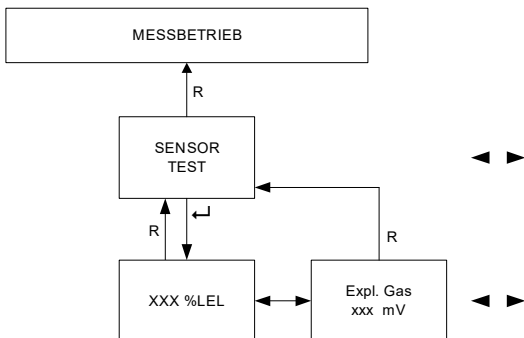 MESSBETRIEB
R
SENSOR
TEST
R
R
XXX %LEL
Expl. Gas
xxx mV